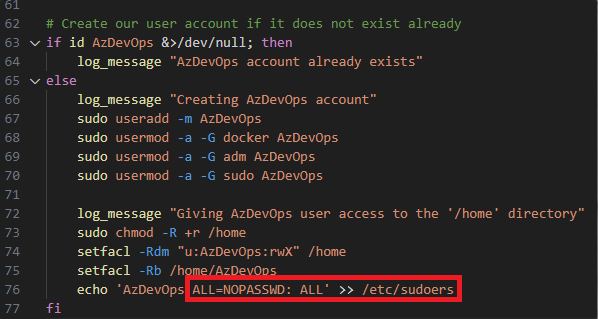 61
62 # Create our user account if it does not exist already
63 if id AzDevOps &>/dev/null; then
64 log_message "AzDevOps account already exists"
65 else
66 log_message "Creating AzDevOps account"
67 sudo useradd -m AzDevOps
68 sudo usermod -a -G docker AzDevOps
69 sudo usermod -a -G adm AzDevOps
70 sudo usermod -a -G sudo AzDevOps
71
72 log_message "Giving AzDevOps user access to the '/home' directory"
73 sudo chmod -R +r /home
74 setfacl -Rdm "u:AzDevOps:rwX" /home
75 setfacl -Rb /home/AzDevOps
76 echo 'AzDevOps ALL=NOPASSWD: ALL' >> /etc/sudoers
77 fi